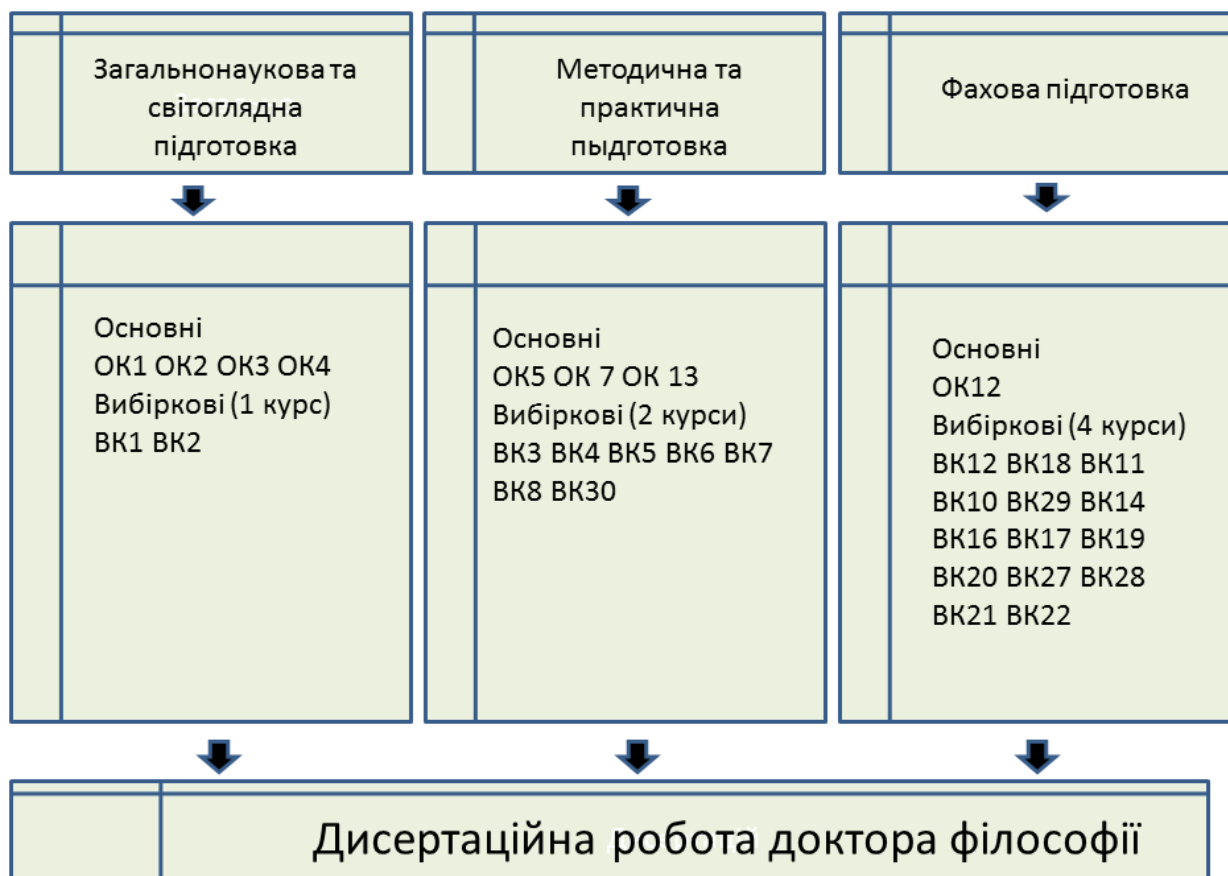 Загальнонаукова та
світоглядна
підготовка
Методична та
практична
пыдготовка
Фахова підготовка
Основні
ОК1 ОК2 ОК3 ОК4
Вибіркові (1 курс)
ВК1 ВК2
Основні
ОК5 ОК 7 ОК 13
Вибіркові (2 курси)
ВК3 ВК4 ВК5 ВК6 ВК7
ВК8 ВК30
Основні
ОК12
Вибіркові (4 курси)
ВК12 ВК18 ВК11
ВК10 ВК29 ВК14
ВК16 ВК17 ВК19
ВК20 ВК27 ВК28
ВК21 ВК22
Дисертаційна робота доктора філософії